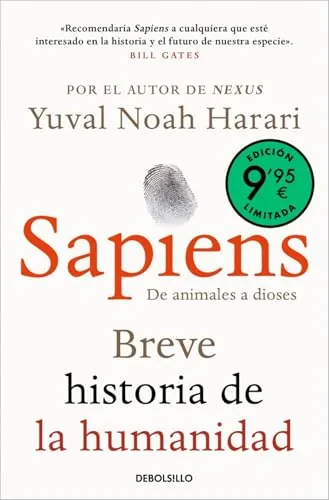 «Recomendaría Sapiens a cualquiera que esté
interesado en la historia y el futuro de nuestra especie».
BILL GATES
POR EL AUTOR DE NEXUS
Yuval Noah Harari
EDICIÓN
9'95
€
LIMITADA
Sapiens
De animales a dioses
Breve
historia de
la humanidad
DEBOLSILLO